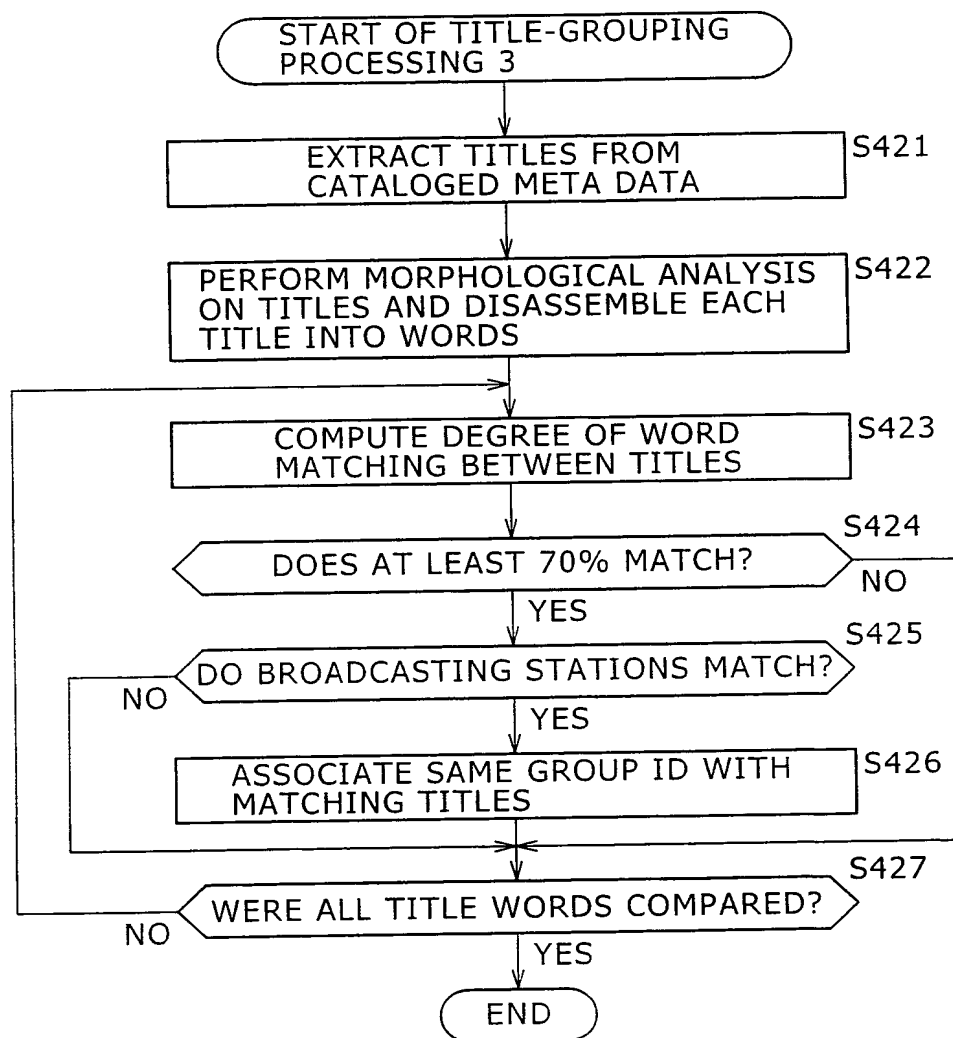 START OF TITLE-GROUPING
PROCESSING 3
EXTRACT TITLES FROM
CATALOGED META DATA
S421
PERFORM MORPHOLOGICAL ANALYSIS
ON TITLES AND DISASSEMBLE EACH
TITLE INTO WORDS
S422
COMPUTE DEGREE OF WORD
MATCHING BETWEEN TITLES
S423
S424
DOES AT LEAST 70% MATCH?
NO
YES
S425
DO BROADCASTING STATIONS MATCH?
NO
YES
ASSOCIATE SAME GROUP ID WITH
MATCHING TITLES
S426
S427
WERE ALL TITLE WORDS COMPARED?
NO
YES
END